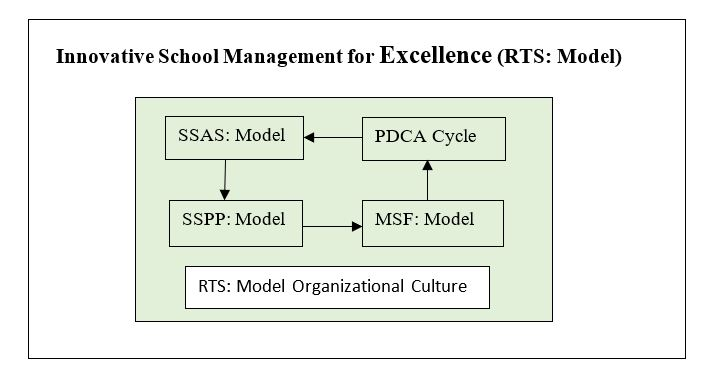 Innovative School Management for Excellence (RTS: Model)
SSAS: Model
PDCA Cycle
SSPP: Model
MSF: Model
RTS: Model Organizational Culture